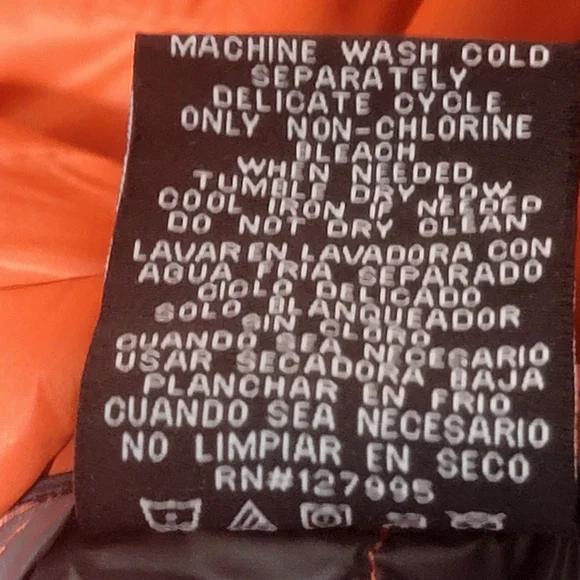 MACHINE WASH COLD
SEPARATELY
DELICATE CYCLE
ONLY NON-CHLORINE
BLEACH
WHEN NEEDED
TUMBLE DRY LOW
COOL IRON IF NEEDED
DO NOT DRY CLEAN
LAVAR EN LAVADORA CON
AGUA FRIA SEPARADO
CICLO DELICADO
SOLO BLANQUEADOR
SIN CLORO
CUANDO SEA NECESARIO
USAR SECADORA BAJA
PLANCHAR EN FRIO
CUANDO SEA NECESARIO
NO LIMPIAR EN SECO
RN#127995